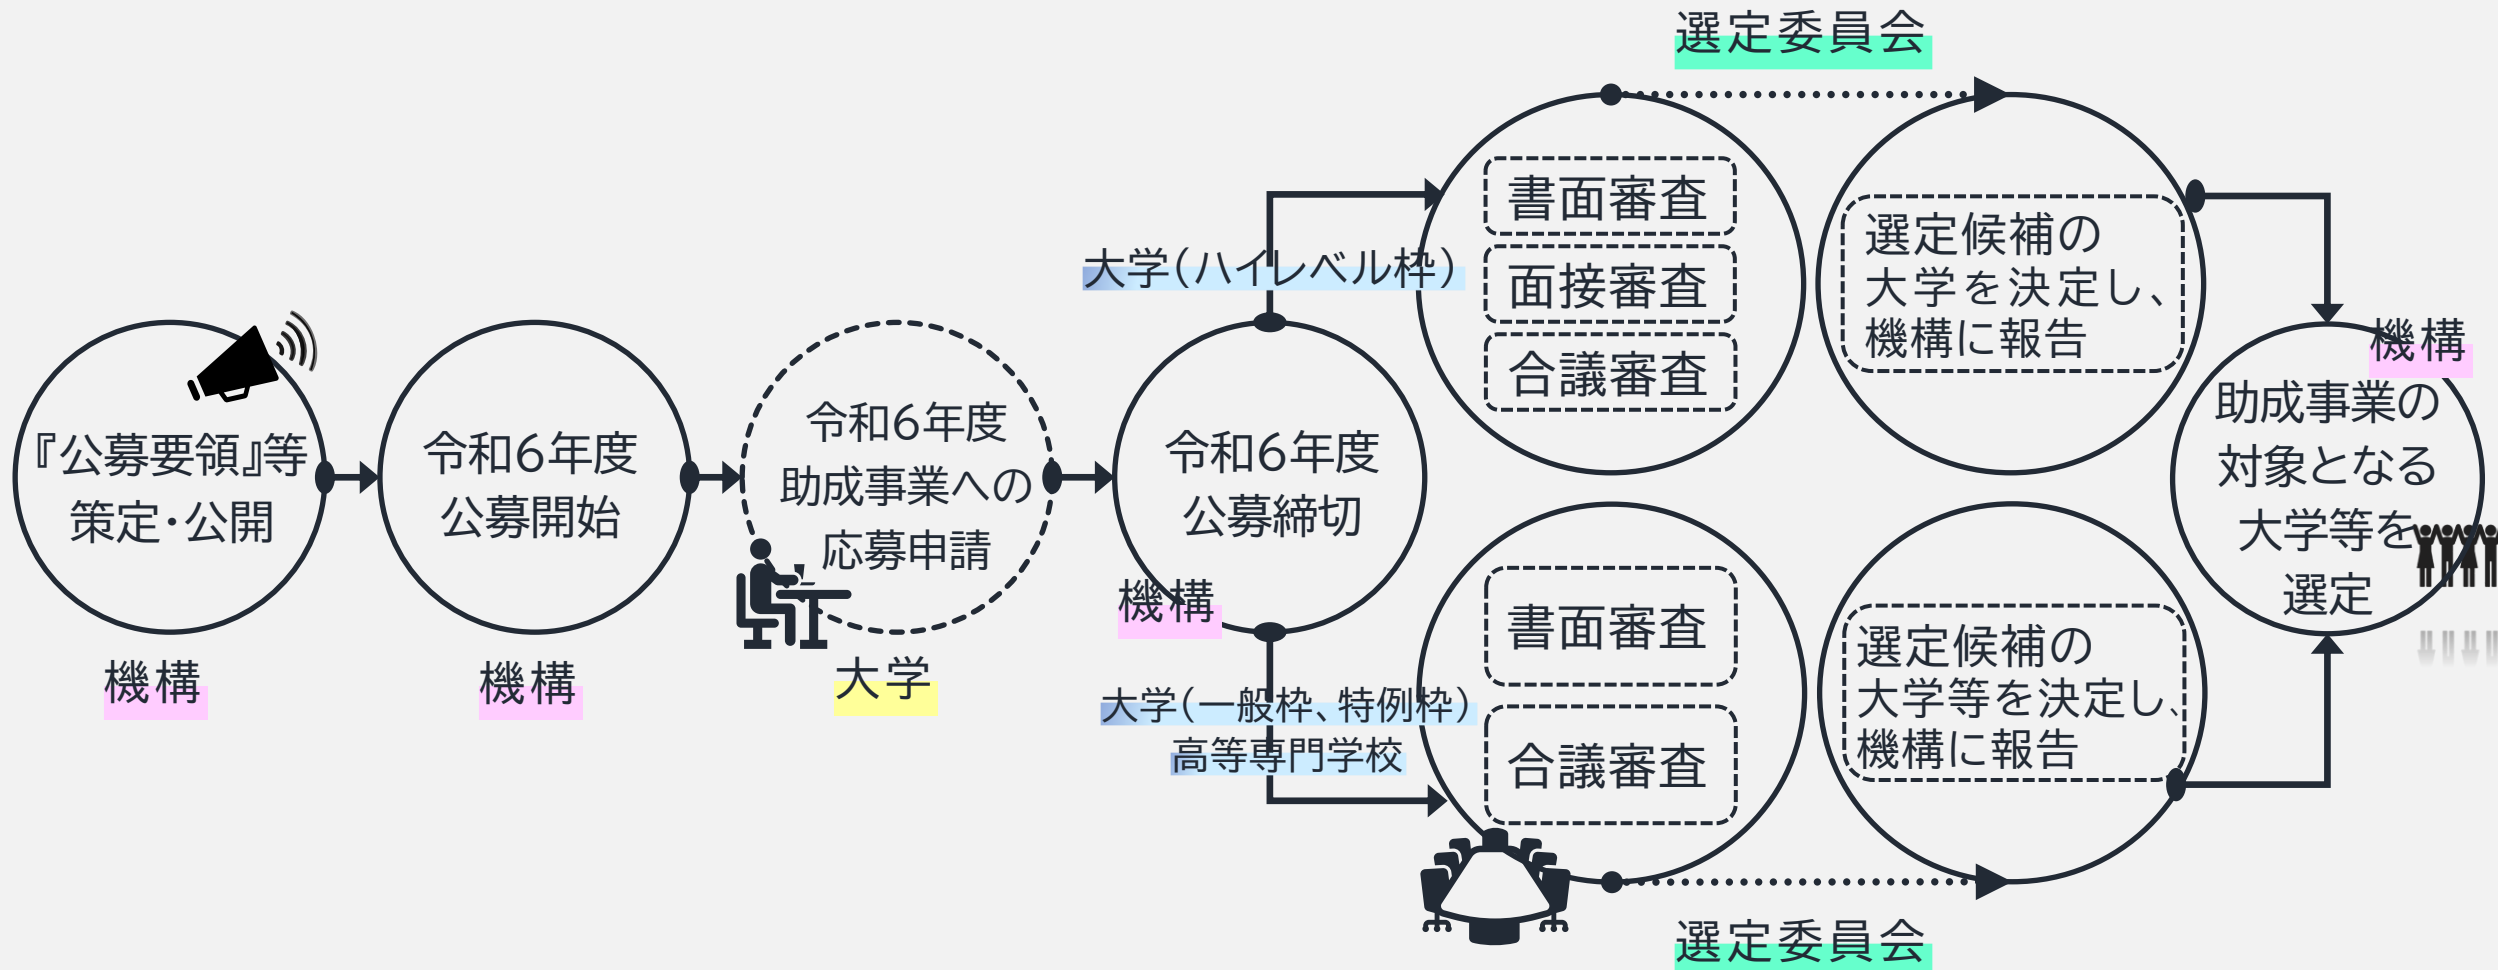 『公募要領』等
策定・公開
機構
令和6年度
公募開始
機構
令和6年度
助成事業への
応募申請
大学
令和6年度
公募締切
機構
大学（ハイレベル枠）
選定委員会
書面審査
面接審査
合議審査
選定候補の
大学を決定し、
機構に報告
大学（一般枠、特例枠）
高等専門学校
書面審査
合議審査
選定候補の
大学等を決定し、
機構に報告
選定委員会
機構
助成事業の
対象となる
大学等を
選定